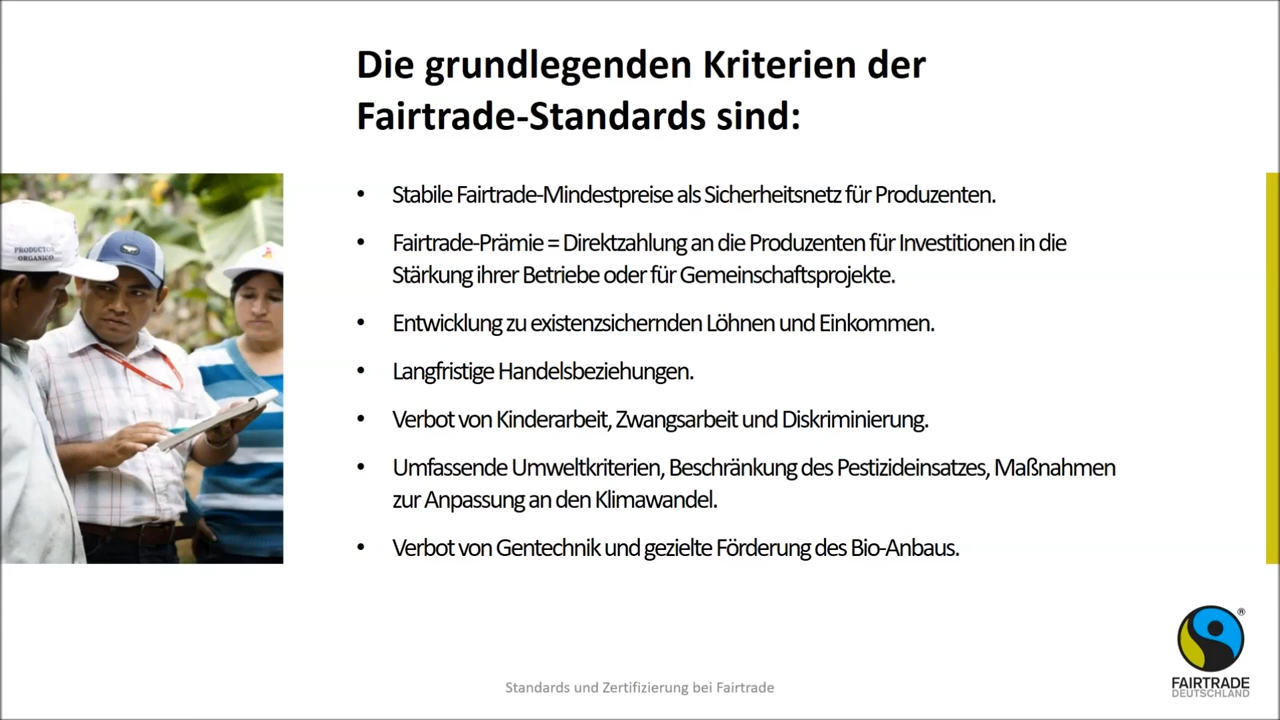 Die grundlegenden Kriterien der
Fairtrade-Standards sind:
• Stabile Fairtrade-Mindestpreise als Sicherheitsnetz für Produzenten.
• Fairtrade-Prämie = Direktzahlung an die Produzenten für Investitionen in die
Stärkung ihrer Betriebe oder für Gemeinschaftsprojekte.
• Entwicklung zu existenzsichernden Löhnen und Einkommen.
• Langfristige Handelsbeziehungen.
• Verbot von Kinderarbeit, Zwangsarbeit und Diskriminierung.
• Umfassende Umweltkriterien, Beschränkung des Pestizideinsatzes, Maßnahmen
zur Anpassung an den Klimawandel.
• Verbot von Gentechnik und gezielte Förderung des Bio-Anbaus.
PRODUCTOR
ORGANICO
Standards und Zertifizierung bei Fairtrade
®
FAIRTRADE
DEUTSCHLAND